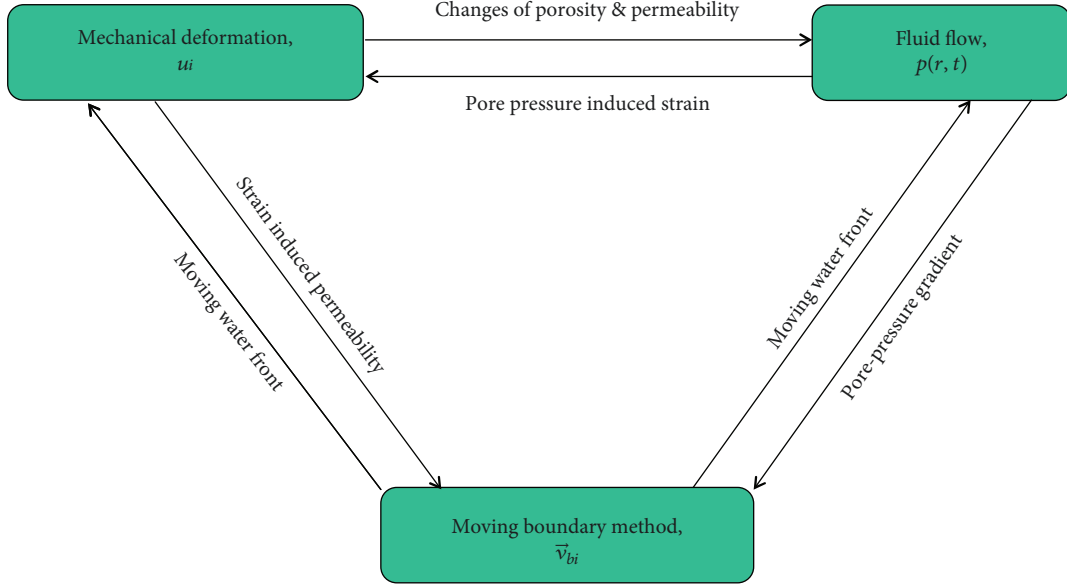 Changes of porosity & permeability
Mechanical deformation,
u_i
Fluid flow,
p(r, t)
Pore pressure induced strain
Strain induced permeability
Moving water front
Moving water front
Pore-pressure gradient
Moving boundary method,
v⃗_{bi}